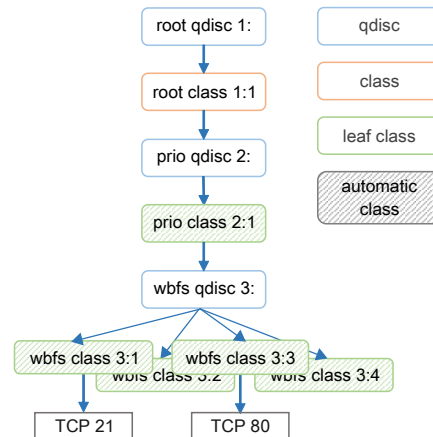 root qdisc 1:
qdisc
root class 1:1
class
prio qdisc 2:
leaf class
prio class 2:1
automatic
class
wbfs qdisc 3:
wbfs class 3:1
wbfs class 3:2
wbfs class 3:3
wbfs class 3:4
TCP 21
TCP 80